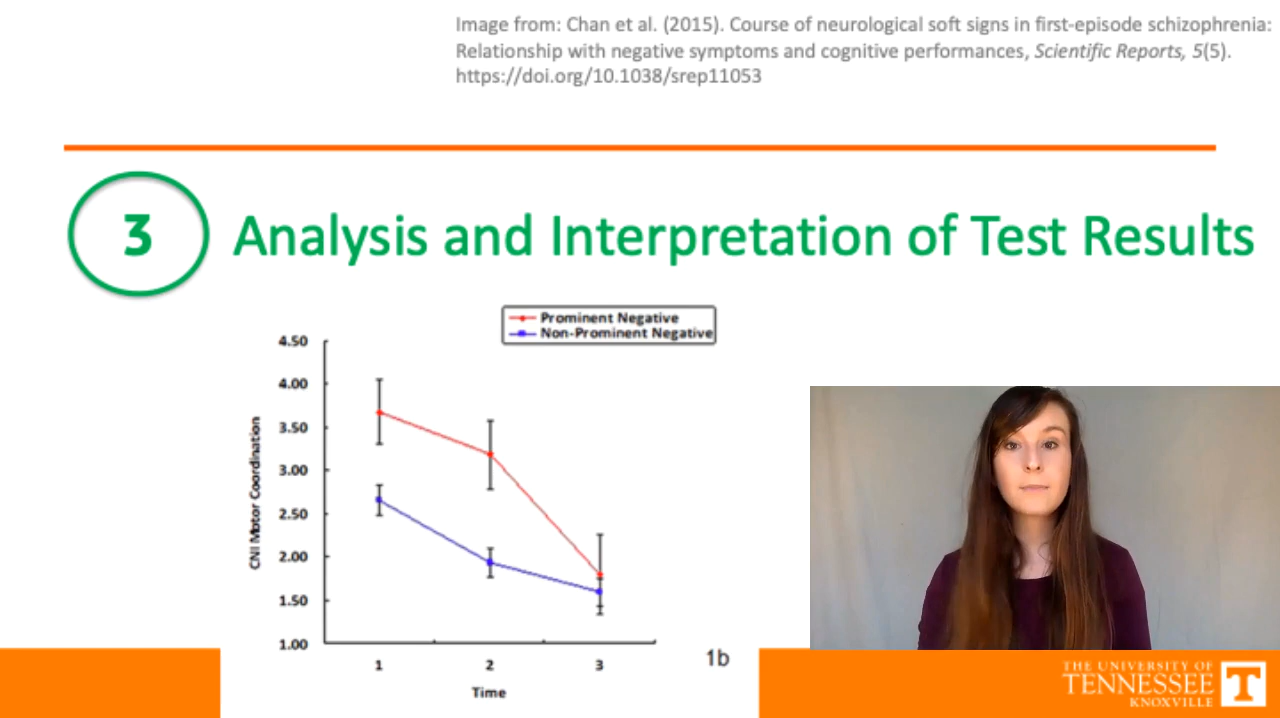 Image from: Chan et al. (2015). Course of neurological soft signs in first-episode schizophrenia:
Relationship with negative symptoms and cognitive performances, Scientific Reports, 5(5).
https://doi.org/10.1038/srep11053
3 Analysis and Interpretation of Test Results
Prominent Negative
Non-Prominent Negative
CNI Motor Coordination
4.50
4.00
3.50
3.00
2.50
2.00
1.50
1.00
1 2 3
Time
1b
THE UNIVERSITY OF
TENNESSEE
KNOXVILLE
T